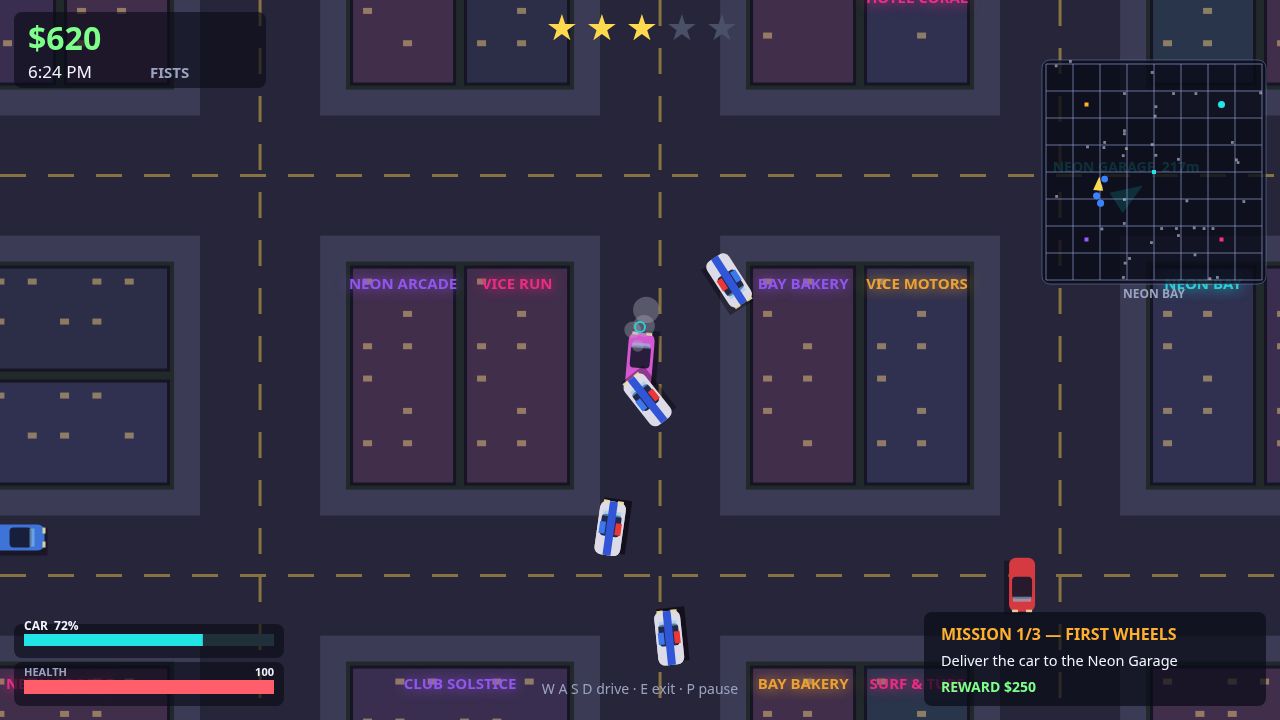 HOTEL CORAL
$620
6:24 PM FISTS
NEON GARAGE 217m
NEON ARCADE
VICE RUN
BAY BAKERY
VICE MOTORS
NEON BAY
NEON BAY
CAR 72%
HEALTH 100
CLUB SOLSTICE
W A S D drive · E exit · P pause
BAY BAKERY
SURF &
MISSION 1/3 — FIRST WHEELS
Deliver the car to the Neon Garage
REWARD $250